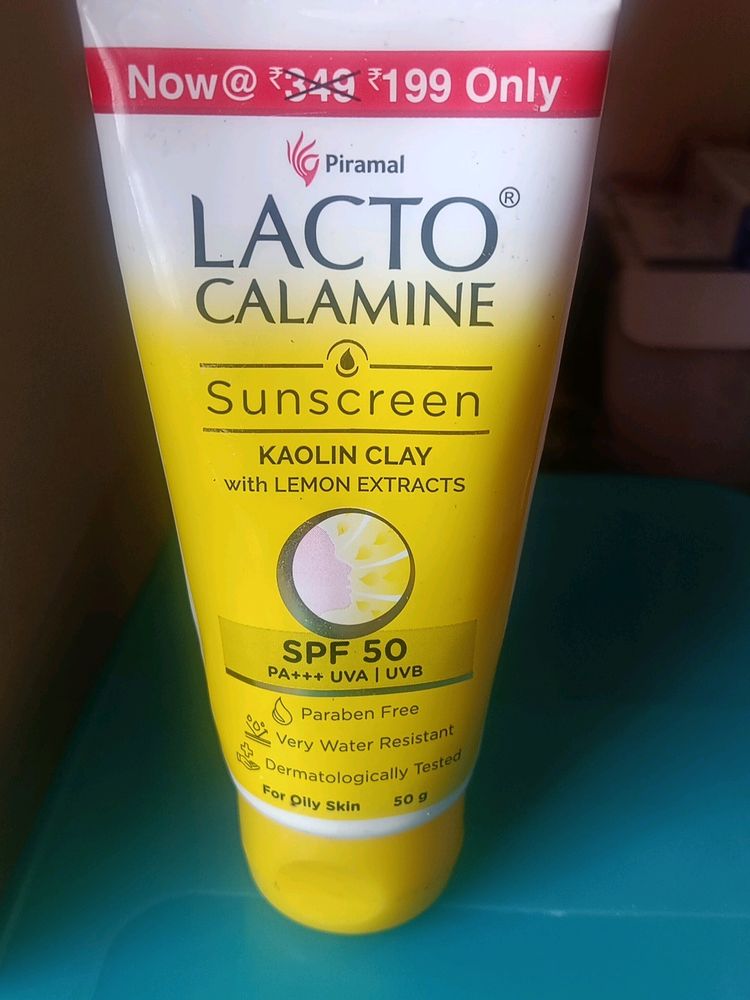 Now@ ₹349 ₹199 Only
Piramal
LACTO®
CALAMINE
Sunscreen
KAOLIN CLAY
with LEMON EXTRACTS
SPF 50
PA+++ UVA | UVB
Paraben Free
Very Water Resistant
Dermatologically Tested
For Oily Skin 50 g